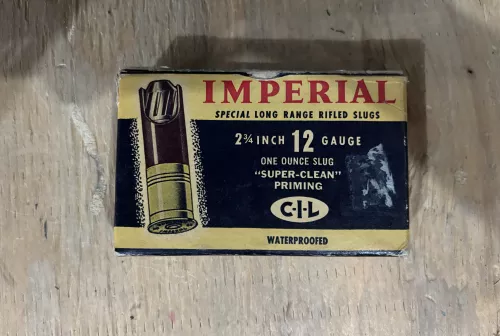 IMPERIAL
SPECIAL LONG RANGE RIFLED SLUGS
2¾ INCH 12 GAUGE
ONE OUNCE SLUG
"SUPER-CLEAN"
PRIMING
C-I-L
WATERPROOFED